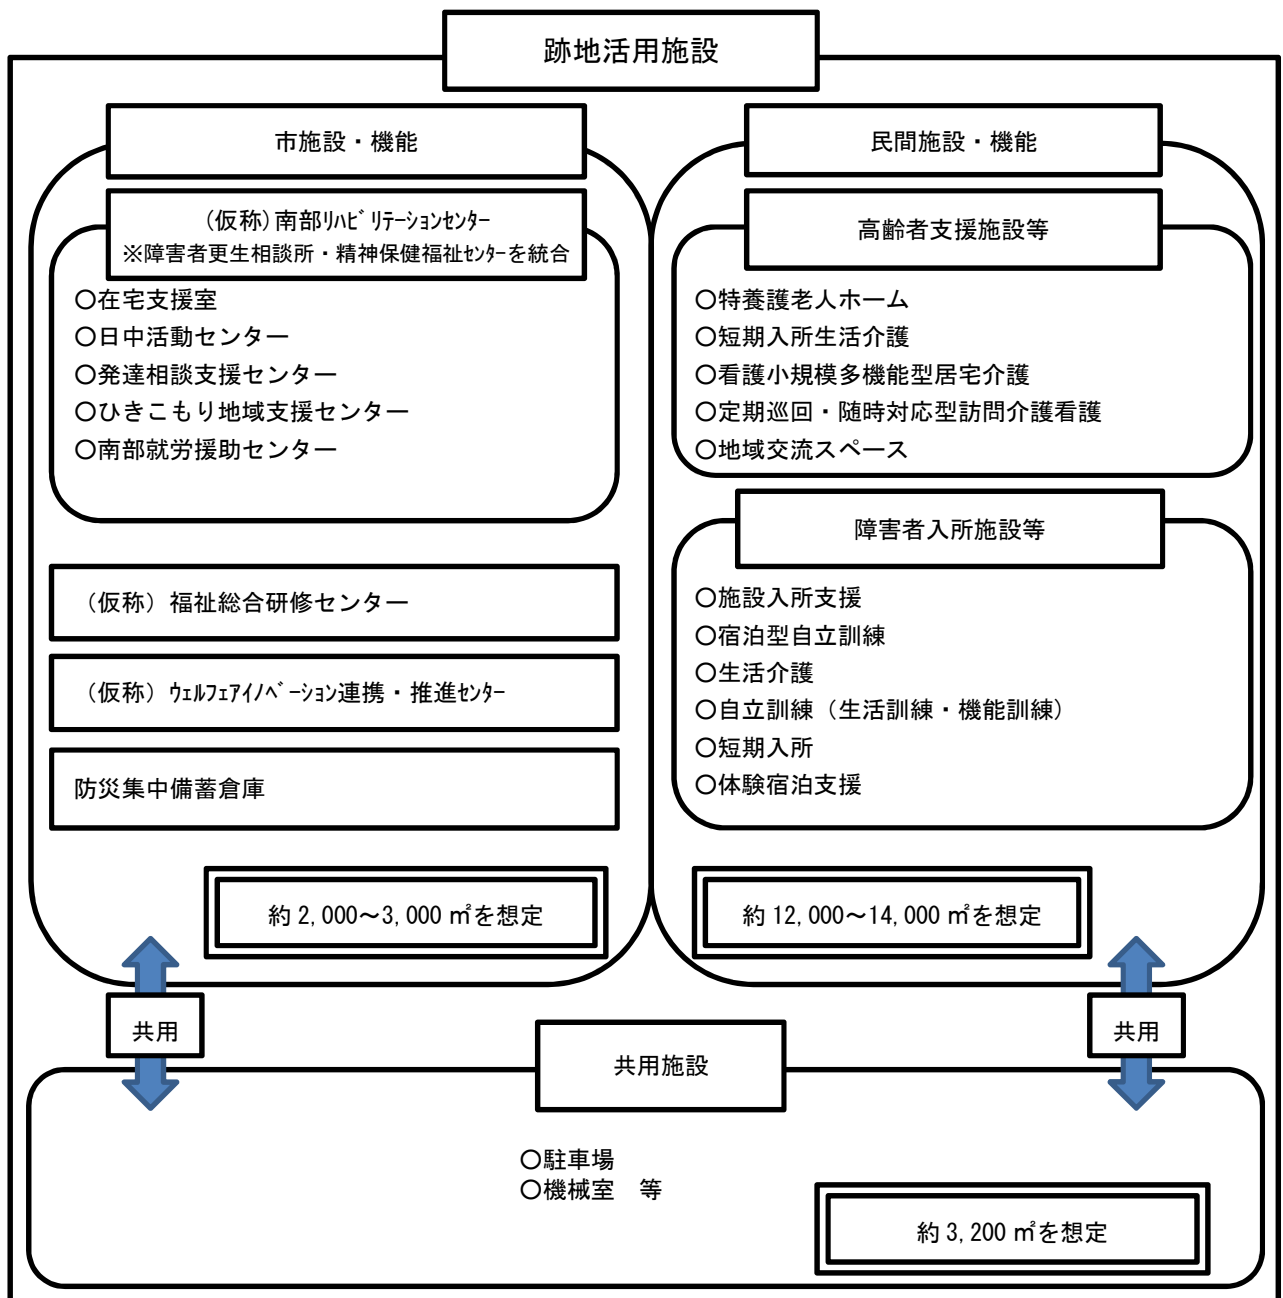 跡地活用施設
市施設・機能
(仮称)南部ﾘﾊﾋﾞﾘﾃｰｼｮﾝｾﾝﾀｰ
※障害者更生相談所・精神保健福祉ｾﾝﾀｰを統合
○在宅支援室
○日中活動センター
○発達相談支援センター
○ひきこもり地域支援センター
○南部就労援助センター
（仮称）福祉総合研修センター
（仮称）ｳｪﾙﾌｪｱｲﾉﾍﾞｰｼｮﾝ連携・推進ｾﾝﾀｰ
防災集中備蓄倉庫
約2,000～3,000㎡を想定
民間施設・機能
高齢者支援施設等
○特養護老人ホーム
○短期入所生活介護
○看護小規模多機能型居宅介護
○定期巡回・随時対応型訪問介護看護
○地域交流スペース
障害者入所施設等
○施設入所支援
○宿泊型自立訓練
○生活介護
○自立訓練（生活訓練・機能訓練）
○短期入所
○体験宿泊支援
約12,000～14,000㎡を想定
共用
共用
共用施設
○駐車場
○機械室　等
約3,200㎡を想定